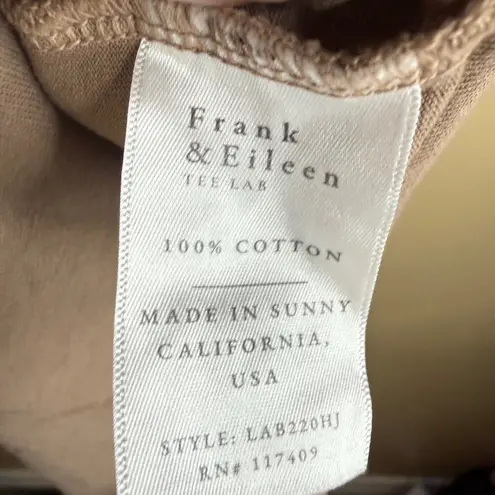 Frank
& Eileen
TEE LAB
100% COTTON
MADE IN SUNNY
CALIFORNIA,
USA
STYLE: LAB220HJ
RN# 117409